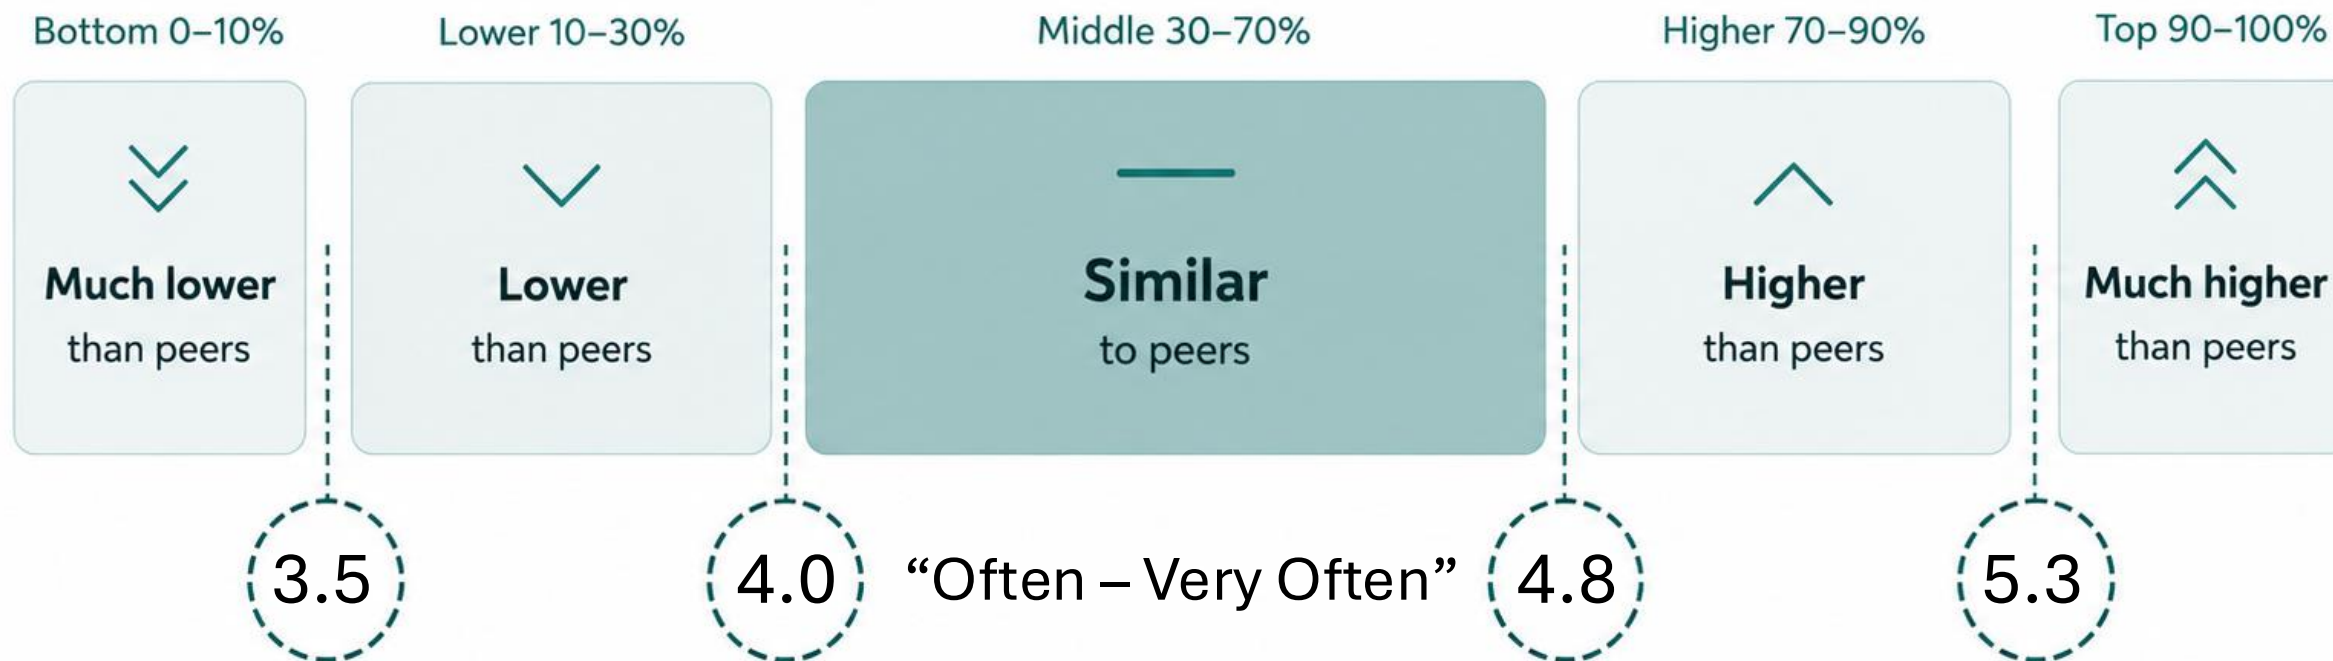 Bottom 0–10%
Lower 10–30%
Middle 30–70%
Higher 70–90%
Top 90–100%
Much lower
than peers
Lower
than peers
Similar
to peers
Higher
than peers
Much higher
than peers
3.5
4.0
“Often – Very Often”
4.8
5.3